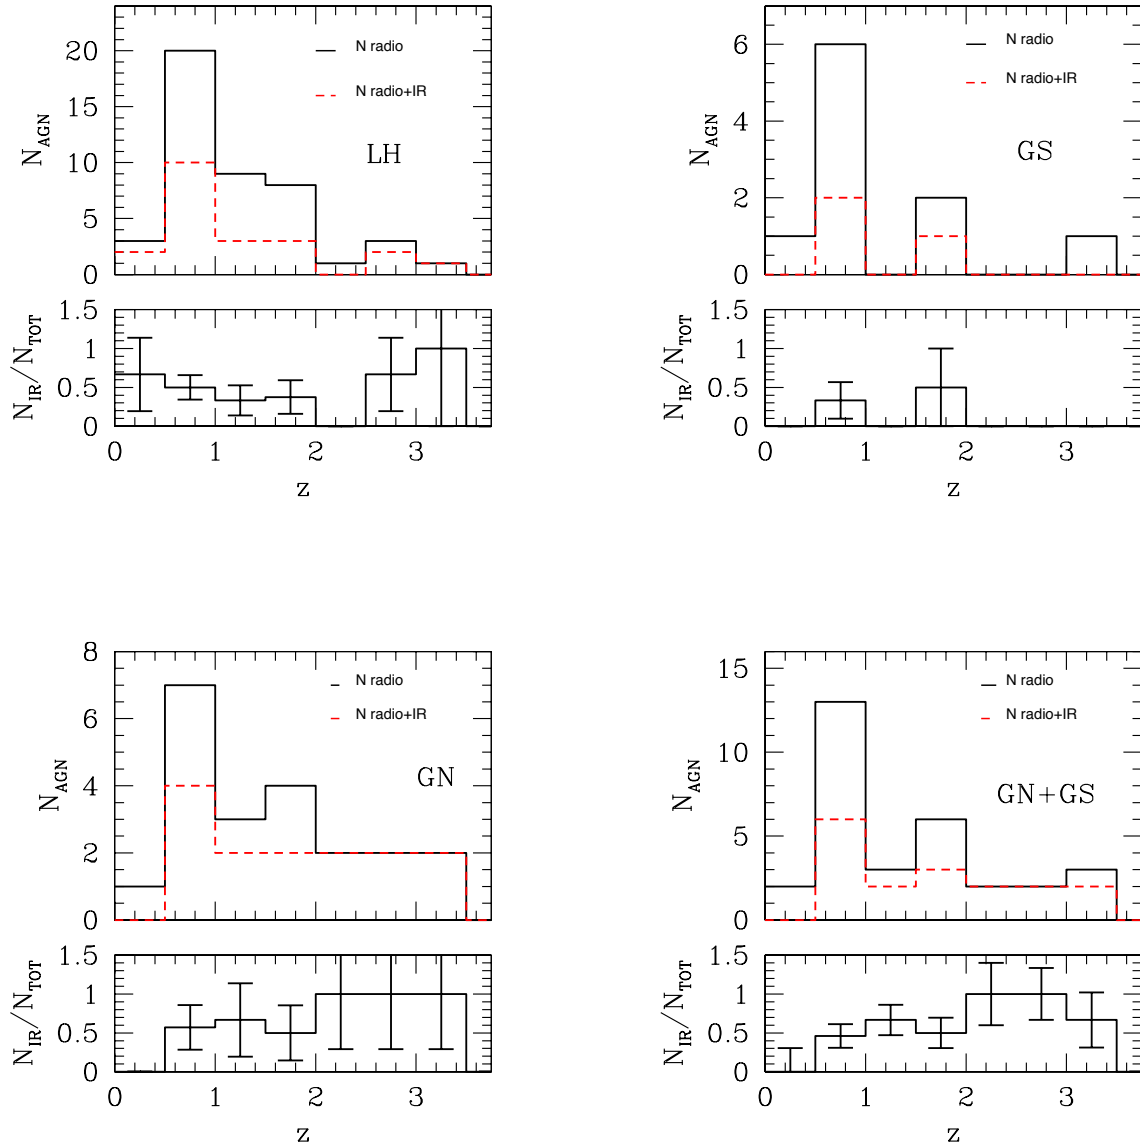 20
15
10
5
0
N_AGN
N radio
N radio+IR
LH
1.5
1
0.5
0
N_IR/N_TOT
0 1 2 3
z
6
4
2
0
N_AGN
N radio
N radio+IR
GS
1.5
1
0.5
0
N_IR/N_TOT
0 1 2 3
z
8
6
4
2
0
N_AGN
N radio
N radio+IR
GN
1.5
1
0.5
0
N_IR/N_TOT
0 1 2 3
z
15
10
5
0
N_AGN
N radio
N radio+IR
GN+GS
1.5
1
0.5
0
N_IR/N_TOT
0 1 2 3
z